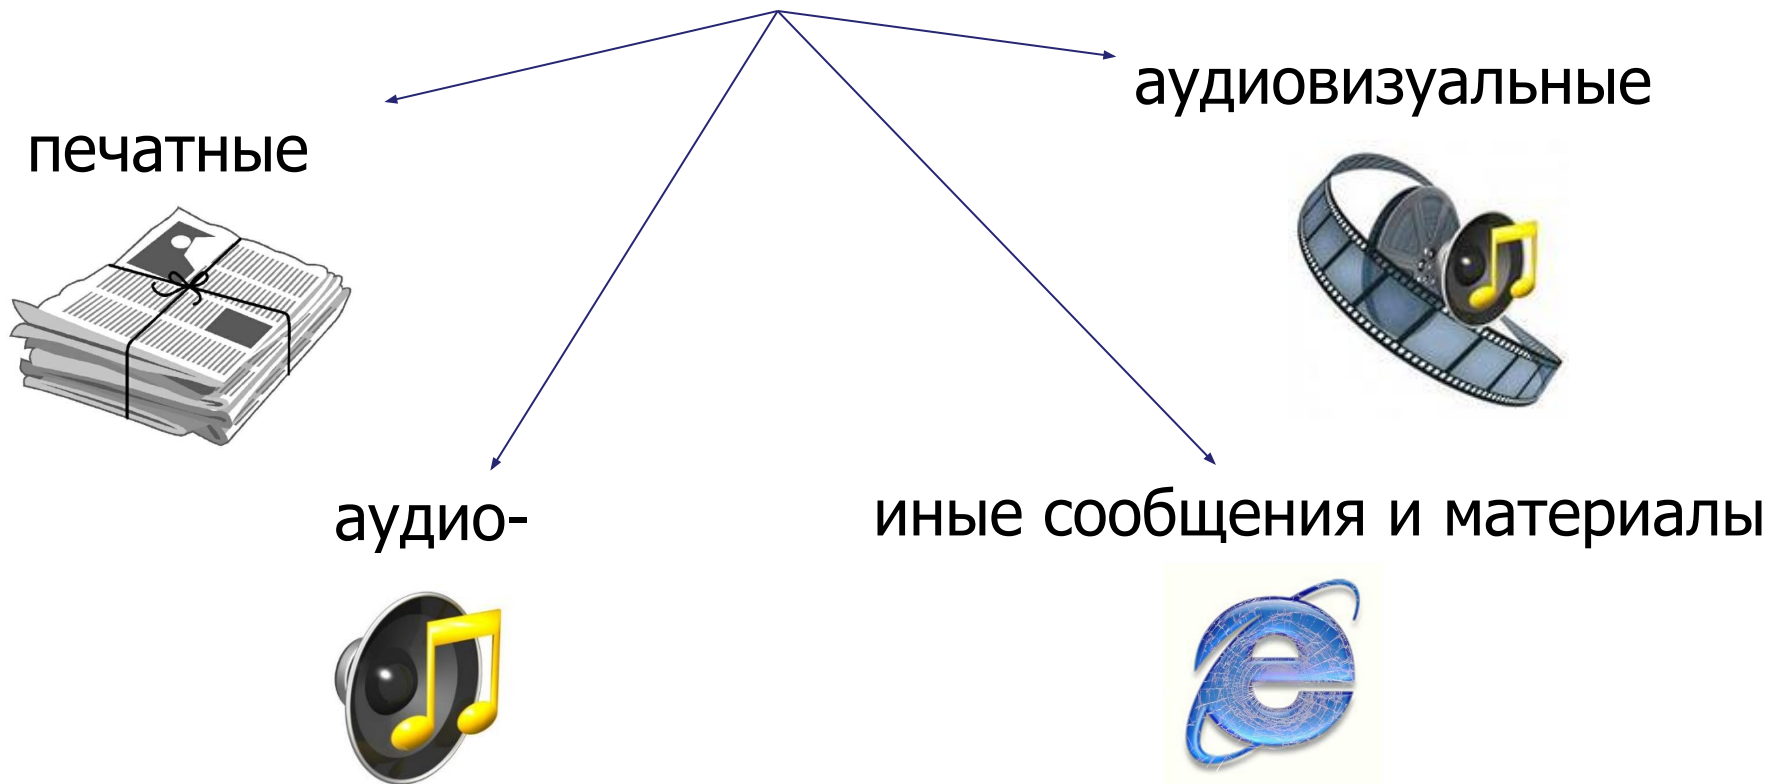 аудиовизуальные
печатные
аудио-
иные сообщения и материалы